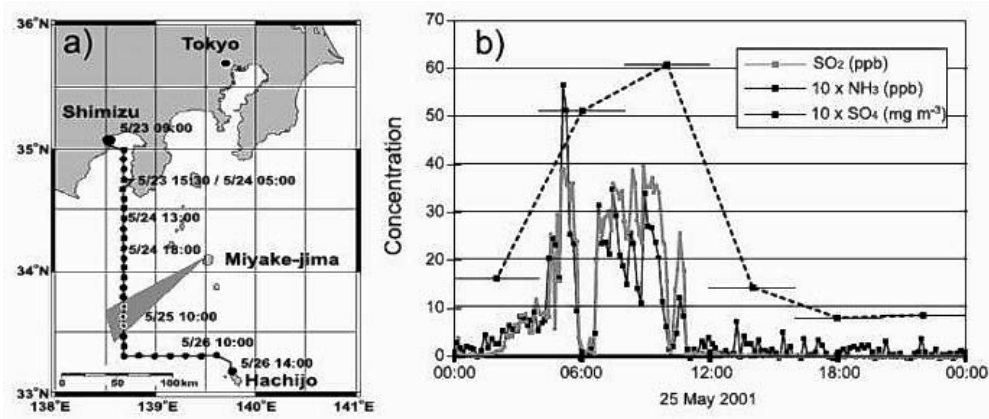 a)
36°N
35°N
34°N
33°N
138°E
139°E
140°E
141°E
Tokyo
Shimizu
5/23 09:00
5/23 15:30 / 5/24 05:00
5/24 13:00
5/24 18:00
Miyake-jima
5/25 10:00
5/26 10:00
5/26 14:00
Hachijo
0 50 100km
b)
Concentration
70
60
50
40
30
20
10
0
SO₂ (ppb)
10 x NH₃ (ppb)
10 x SO₄ (mg m⁻³)
00:00 06:00 12:00 18:00 00:00
25 May 2001